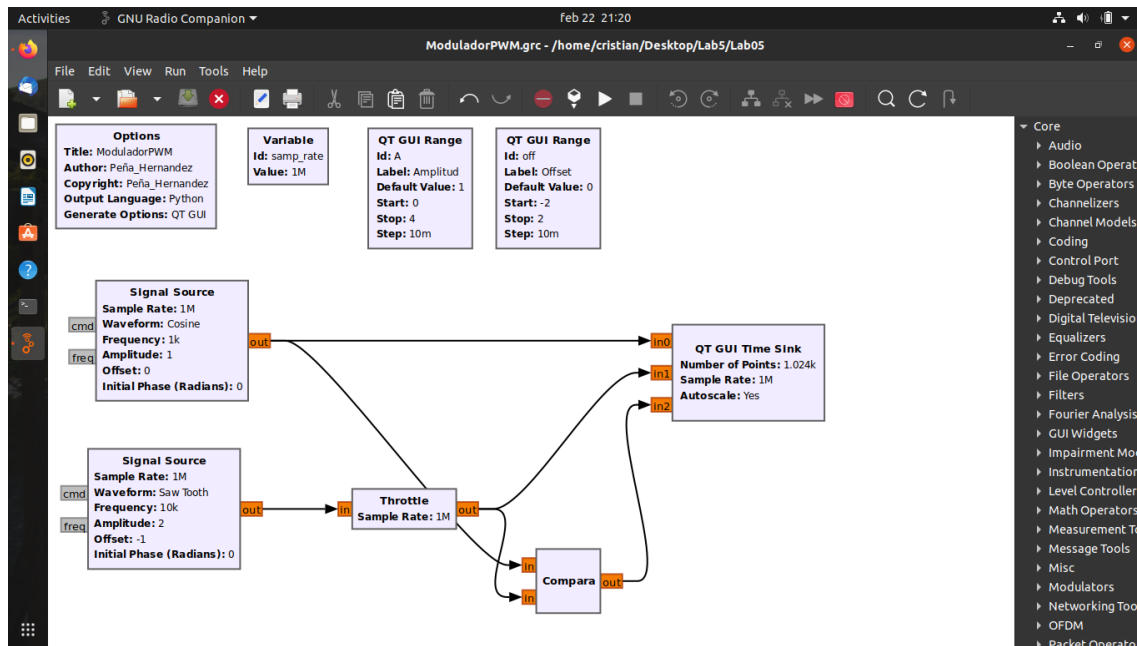 Activities
GNU Radio Companion
feb 22 21:20
ModuladorPWM.grc - /home/cristian/Desktop/Lab5/Lab05
File Edit View Run Tools Help
Options
Title: ModuladorPWM
Author: Peña_Hernandez
Copyright: Peña_Hernandez
Output Language: Python
Generate Options: QT GUI
Variable
Id: samp_rate
Value: 1M
QT GUI Range
Id: A
Label: Amplitud
Default Value: 1
Start: 0
Stop: 4
Step: 10m
QT GUI Range
Id: off
Label: Offset
Default Value: 0
Start: -2
Stop: 2
Step: 10m
cmd
freq
Signal Source
Sample Rate: 1M
Waveform: Cosine
Frequency: 1k
Amplitude: 1
Offset: 0
Initial Phase (Radians): 0
out
in0
in1
in2
QT GUI Time Sink
Number of Points: 1.024k
Sample Rate: 1M
Autoscale: Yes
cmd
freq
Signal Source
Sample Rate: 1M
Waveform: Saw Tooth
Frequency: 10k
Amplitude: 2
Offset: -1
Initial Phase (Radians): 0
out
in
Throttle
Sample Rate: 1M
out
in
in
Compara
out
Core
Audio
Boolean Operat
Byte Operators
Channelizers
Channel Models
Coding
Control Port
Debug Tools
Deprecated
Digital Televisio
Equalizers
Error Coding
File Operators
Filters
Fourier Analysis
GUI Widgets
Impairment Mo
Instrumentation
Level Controller
Math Operators
Measurement To
Message Tools
Misc
Modulators
Networking Too
OFDM
Packet Operato